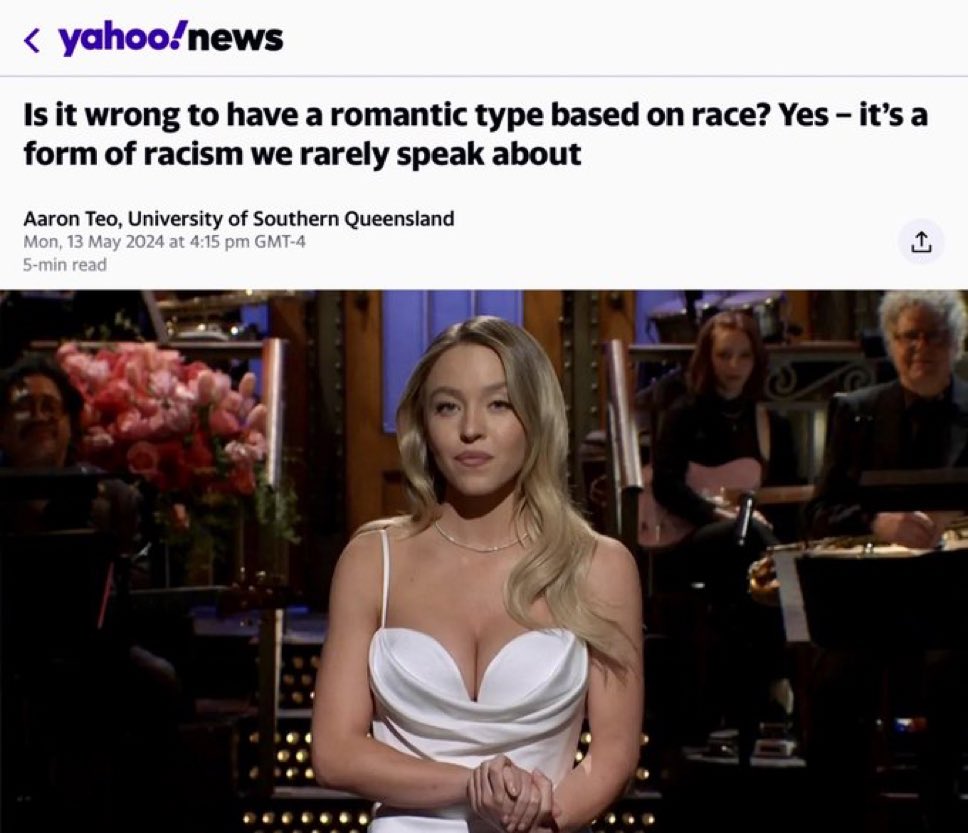 yahoo!news
Is it wrong to have a romantic type based on race? Yes – it’s a
form of racism we rarely speak about
Aaron Teo, University of Southern Queensland
Mon, 13 May 2024 at 4:15 pm GMT-4
5-min read